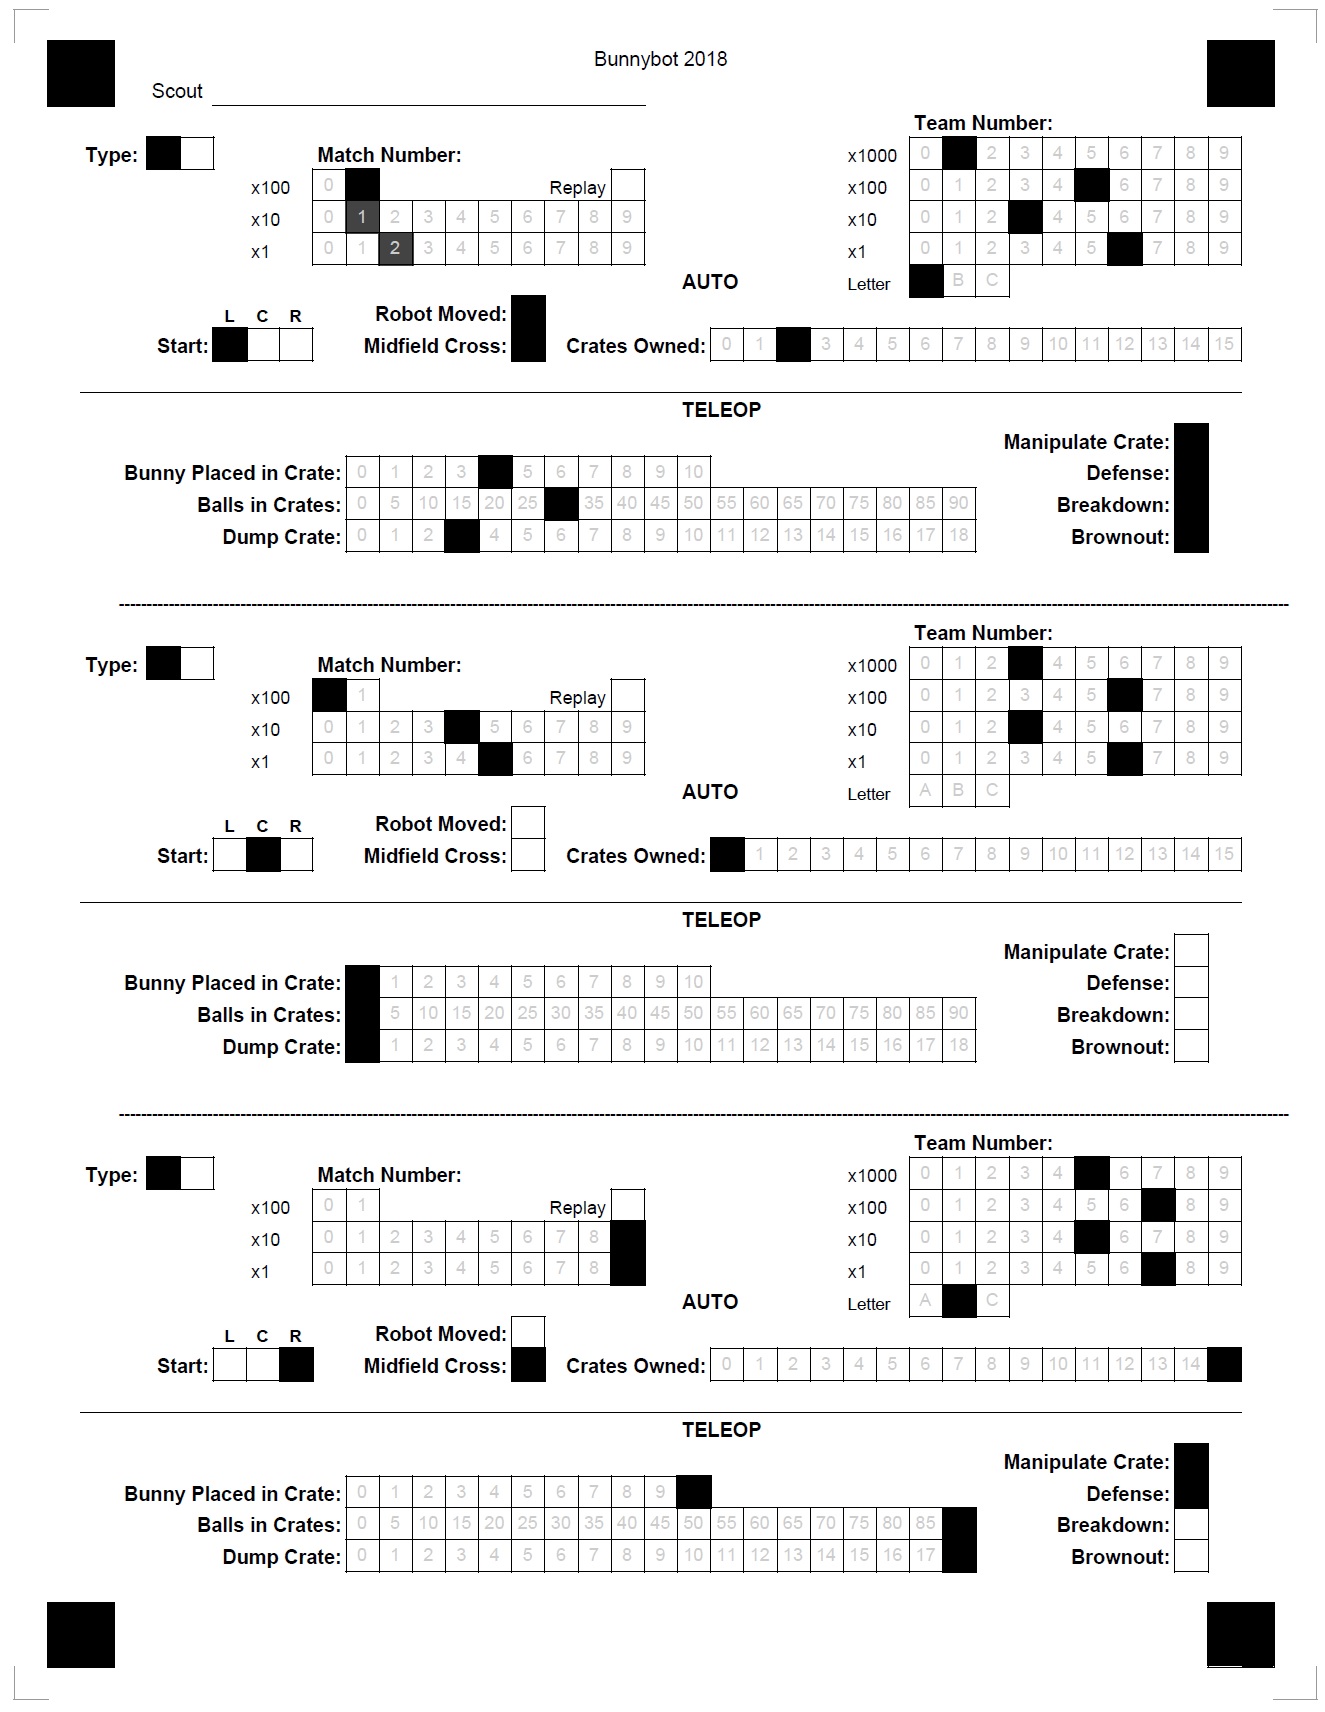 Bunnybot 2018
Scout
Team Number:
Type: Match Number: x1000 0 2 3 4 5 6 7 8 9
x100 0 Replay x100 0 1 2 3 4 6 7 8 9
x10 0 1 2 3 4 5 6 7 8 9 x10 0 1 2 4 5 6 7 8 9
x1 0 1 2 3 4 5 6 7 8 9 x1 0 1 2 3 4 5 7 8 9
AUTO Letter B C
L C R Robot Moved:
Start: Midfield Cross: Crates Owned: 0 1 3 4 5 6 7 8 9 10 11 12 13 14 15
TELEOP
Manipulate Crate:
Bunny Placed in Crate: 0 1 2 3 5 6 7 8 9 10 Defense:
Balls in Crates: 0 5 10 15 20 25 35 40 45 50 55 60 65 70 75 80 85 90 Breakdown:
Dump Crate: 0 1 2 4 5 6 7 8 9 10 11 12 13 14 15 16 17 18 Brownout:
Team Number:
Type: Match Number: x1000 0 1 2 4 5 6 7 8 9
x100 1 Replay x100 0 1 2 3 4 5 7 8 9
x10 0 1 2 3 5 6 7 8 9 x10 0 1 2 4 5 6 7 8 9
x1 0 1 2 3 4 6 7 8 9 x1 0 1 2 3 4 5 7 8 9
AUTO Letter A B C
L C R Robot Moved:
Start: Midfield Cross: Crates Owned: 1 2 3 4 5 6 7 8 9 10 11 12 13 14 15
TELEOP
Manipulate Crate:
Bunny Placed in Crate: 1 2 3 4 5 6 7 8 9 10 Defense:
Balls in Crates: 5 10 15 20 25 30 35 40 45 50 55 60 65 70 75 80 85 90 Breakdown:
Dump Crate: 1 2 3 4 5 6 7 8 9 10 11 12 13 14 15 16 17 18 Brownout:
Team Number:
Type: Match Number: x1000 0 1 2 3 4 6 7 8 9
x100 0 1 Replay x100 0 1 2 3 4 5 6 8 9
x10 0 1 2 3 4 5 6 7 8 x10 0 1 2 3 4 6 7 8 9
x1 0 1 2 3 4 5 6 7 8 x1 0 1 2 3 4 5 6 8 9
AUTO Letter A C
L C R Robot Moved:
Start: Midfield Cross: Crates Owned: 0 1 2 3 4 5 6 7 8 9 10 11 12 13 14
TELEOP
Manipulate Crate:
Bunny Placed in Crate: 0 1 2 3 4 5 6 7 8 9 Defense:
Balls in Crates: 0 5 10 15 20 25 30 35 40 45 50 55 60 65 70 75 80 85 Breakdown:
Dump Crate: 0 1 2 3 4 5 6 7 8 9 10 11 12 13 14 15 16 17 Brownout: